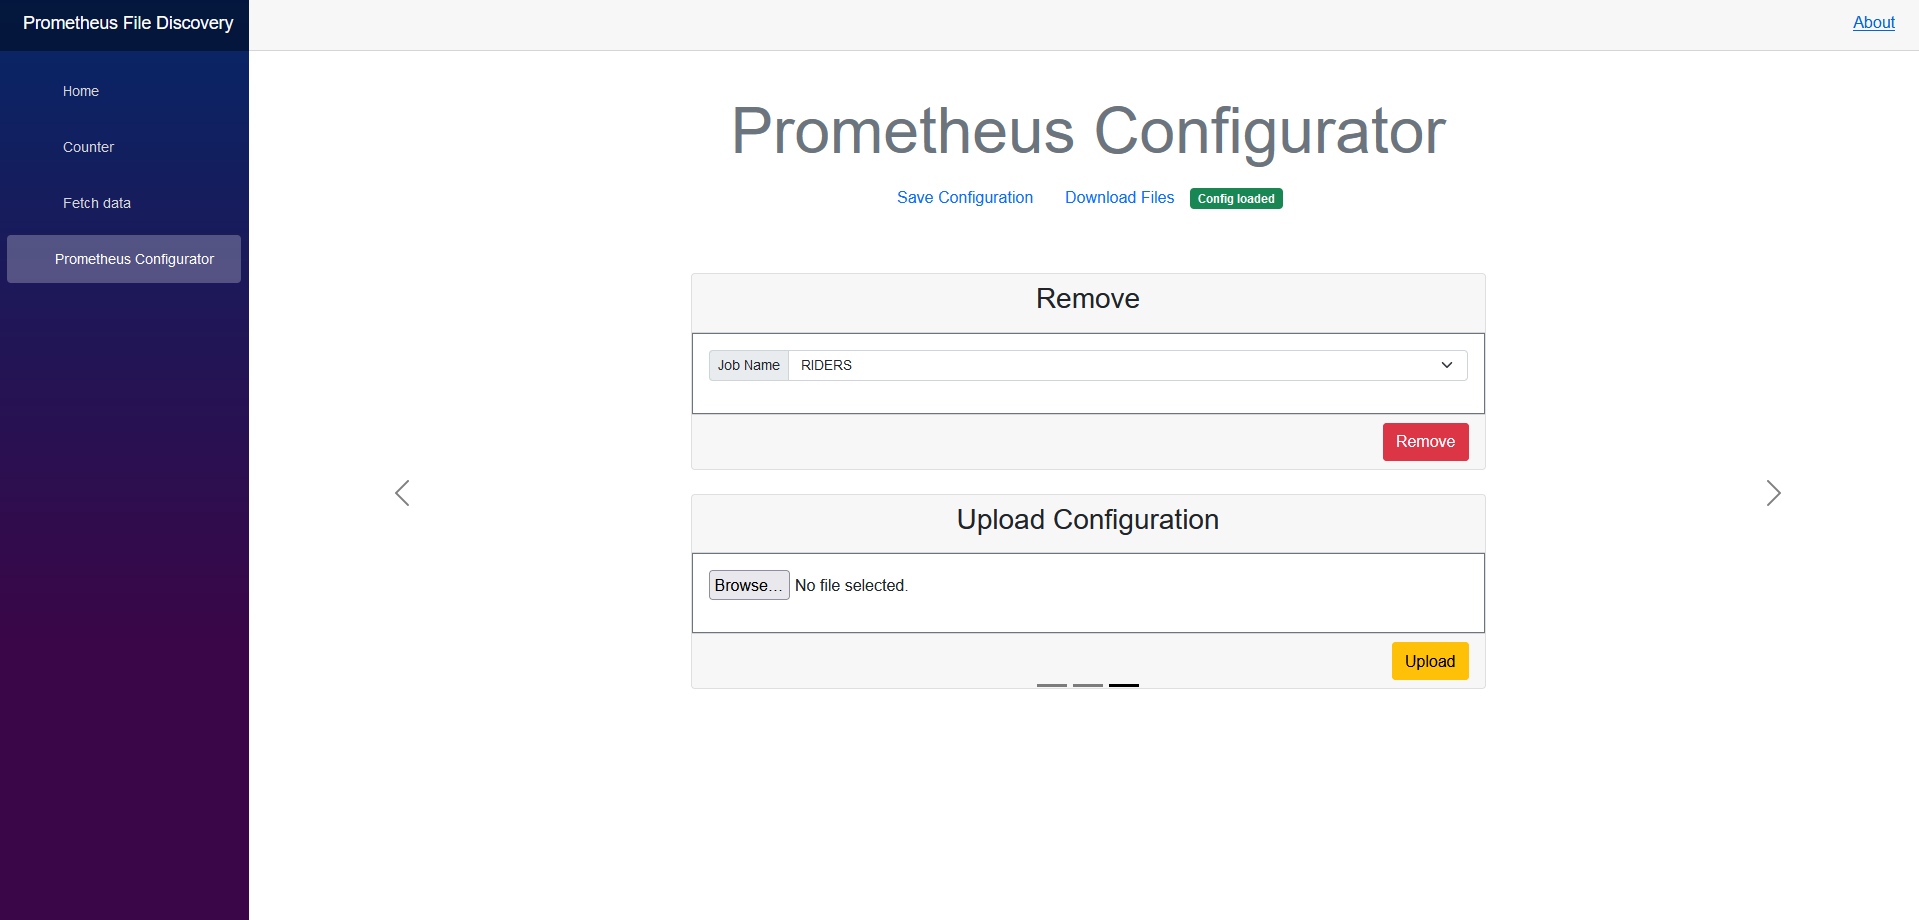 Prometheus File Discovery
About
Home
Counter
Fetch data
Prometheus Configurator
Prometheus Configurator
Save Configuration Download Files Config loaded
Remove
Job Name RIDERS
Remove
Upload Configuration
Browse... No file selected.
Upload